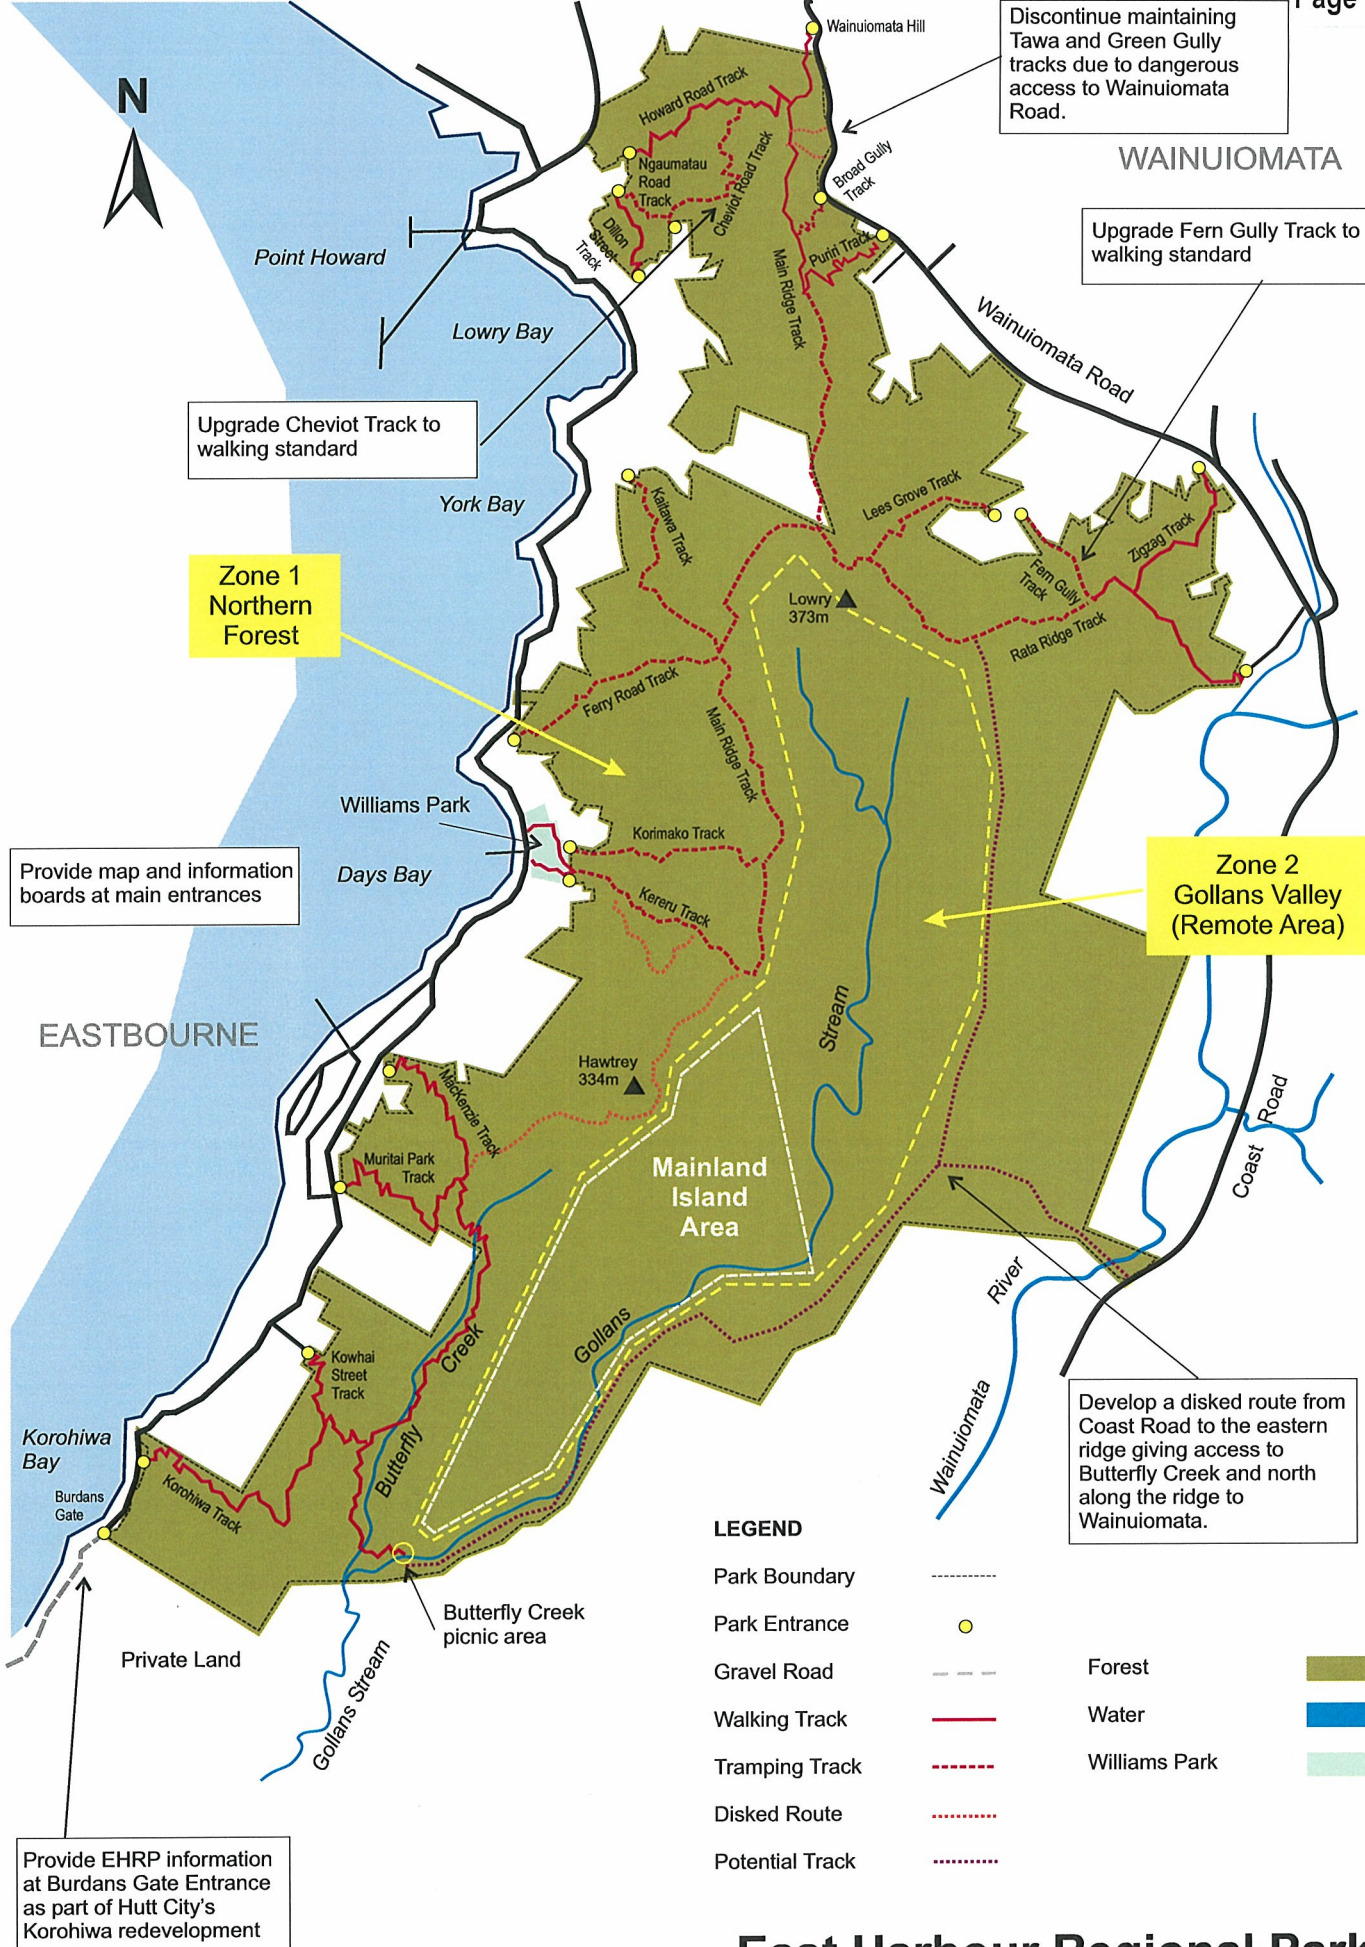 Page
Wainuiomata Hill
Discontinue maintaining
Tawa and Green Gully
tracks due to dangerous
access to Wainuiomata
Road.
N
Howard Road Track
WAINUIOMATA
Ngaumatau
Road
Track
Cheviot Road Track
Broad Gully
Track
Dillon
Street
Track
Puriri Track
Upgrade Fern Gully Track to
walking standard
Point Howard
Main Ridge Track
Lowry Bay
Wainuiomata Road
Upgrade Cheviot Track to
walking standard
York Bay
Kaitawa Track
Lees Grove Track
Zigzag Track
Zone 1
Northern
Forest
Fern Gully
Track
Lowry
373m
Rata Ridge Track
Ferry Road Track
Main Ridge Track
Williams Park
Korimako Track
Provide map and information
boards at main entrances
Days Bay
Kereru Track
Zone 2
Gollans Valley
(Remote Area)
Stream
EASTBOURNE
Hawtrey
334m
MacKenzie Track
Coast Road
Muritai Park
Track
Mainland
Island
Area
River
Gollans
Creek
Kowhai
Street
Track
Wainuiomata
Develop a disked route from
Coast Road to the eastern
ridge giving access to
Butterfly Creek and north
along the ridge to
Wainuiomata.
Korohiwa
Bay
Butterfly
Burdans
Gate
Korohiwa Track
LEGEND
Park Boundary
Park Entrance
Gravel Road
Walking Track
Tramping Track
Disked Route
Potential Track
Forest
Water
Williams Park
Butterfly Creek
picnic area
Private Land
Gollans Stream
Provide EHRP information
at Burdans Gate Entrance
as part of Hutt City's
Korohiwa redevelopment
East Harbour Regional Park